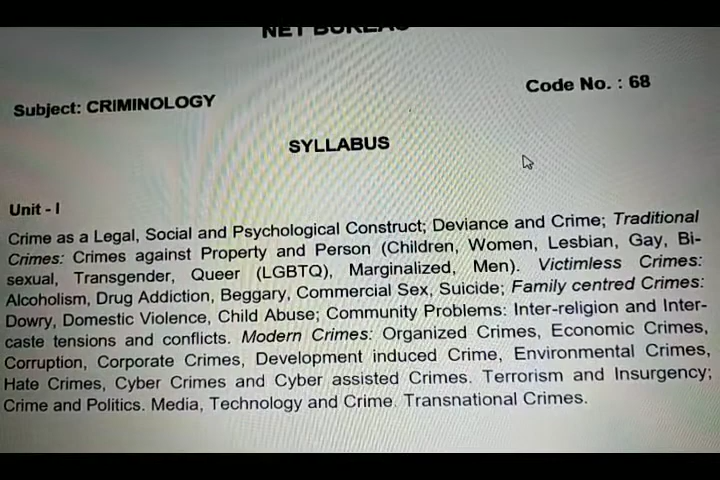 NET BUREAU
Subject: CRIMINOLOGY
Code No. : 68
SYLLABUS
Unit - I
Crime as a Legal, Social and Psychological Construct; Deviance and Crime; Traditional
Crimes: Crimes against Property and Person (Children, Women, Lesbian, Gay, Bi-
sexual, Transgender, Queer (LGBTQ), Marginalized, Men). Victimless Crimes:
Alcoholism, Drug Addiction, Beggary, Commercial Sex, Suicide; Family centred Crimes:
Dowry, Domestic Violence, Child Abuse; Community Problems: Inter-religion and Inter-
caste tensions and conflicts. Modern Crimes: Organized Crimes, Economic Crimes,
Corruption, Corporate Crimes, Development induced Crime, Environmental Crimes,
Hate Crimes, Cyber Crimes and Cyber assisted Crimes. Terrorism and Insurgency;
Crime and Politics. Media, Technology and Crime. Transnational Crimes.